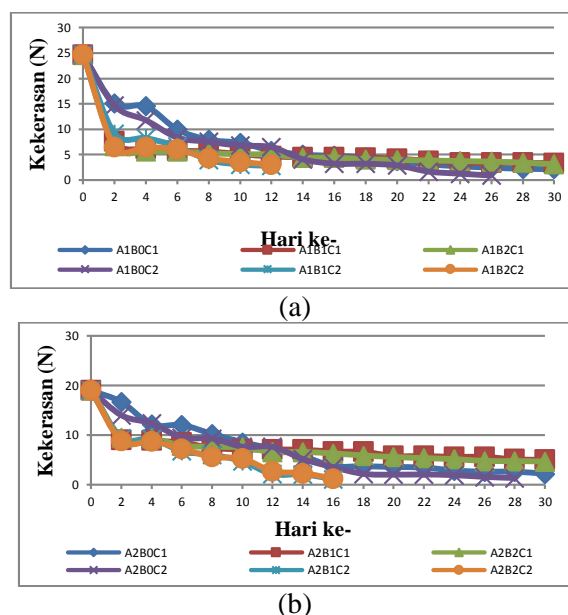 30
25
20
15
10
5
0
Kekerasan (N)
0 2 4 6 8 10 12 14 16 18 20 22 24 26 28 30
Hari ke-
A1B0C1 A1B1C1 A1B2C1
A1B0C2 A1B1C2 A1B2C2
(a)
30
20
10
0
Kekerasan (N)
0 2 4 6 8 10 12 14 16 18 20 22 24 26 28 30
Hari ke-
A2B0C1 A2B1C1 A2B2C1
A2B0C2 A2B1C2 A2B2C2
(b)